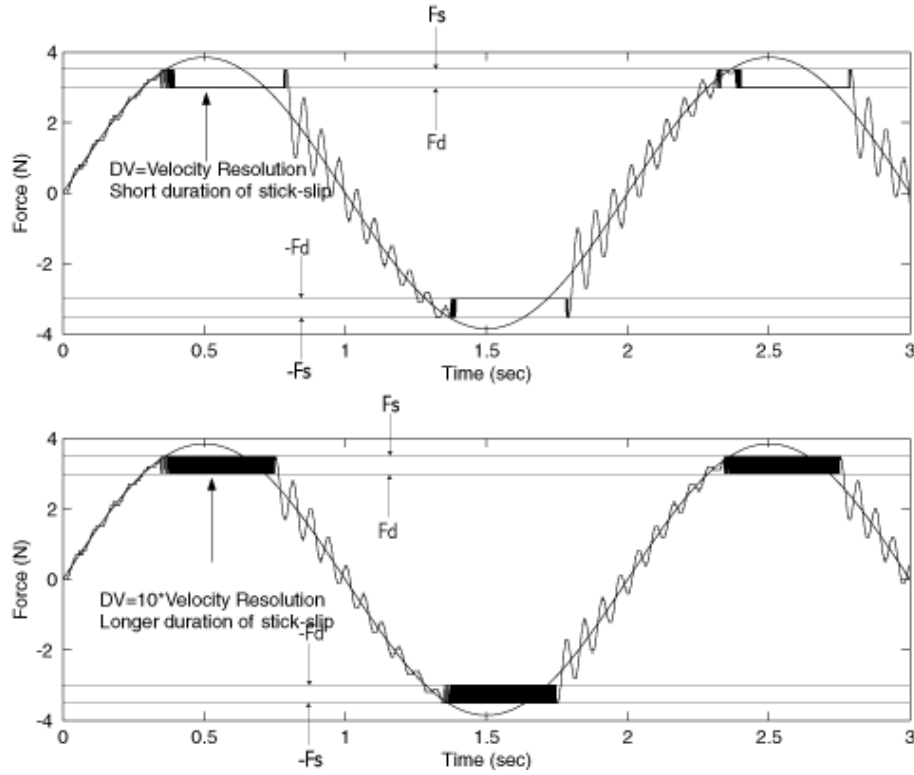 Fs
4
2
0
-2
-4
Force (N)
Fd
DV=Velocity Resolution
Short duration of stick-slip
-Fd
0 0.5 1 1.5 2 2.5 3
-Fs
Time (sec)
Fs
4
2
0
-2
-4
Force (N)
Fd
DV=10*Velocity Resolution
Longer duration of stick-slip
-Fd
0 0.5 1 1.5 2 2.5 3
-Fs
Time (sec)